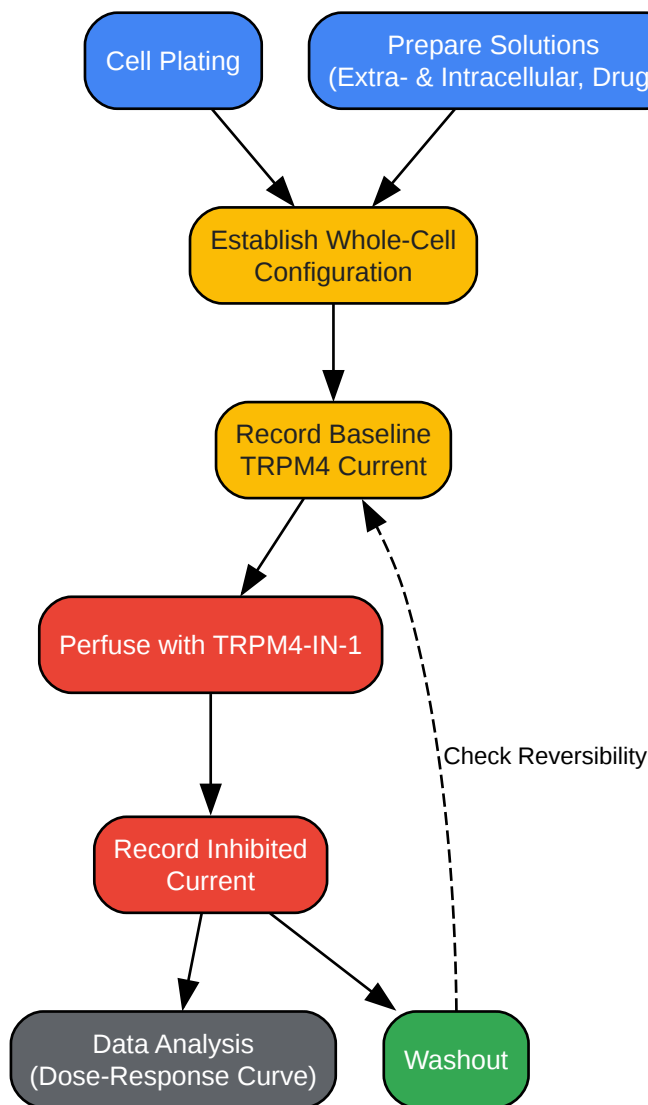 Cell Plating
Prepare Solutions
(Extra- & Intracellular, Drug
Establish Whole-Cell
Configuration
Record Baseline
TRPM4 Current
Perfuse with TRPM4-IN-1
Check Reversibility
Record Inhibited
Current
Data Analysis
(Dose-Response Curve)
Washout